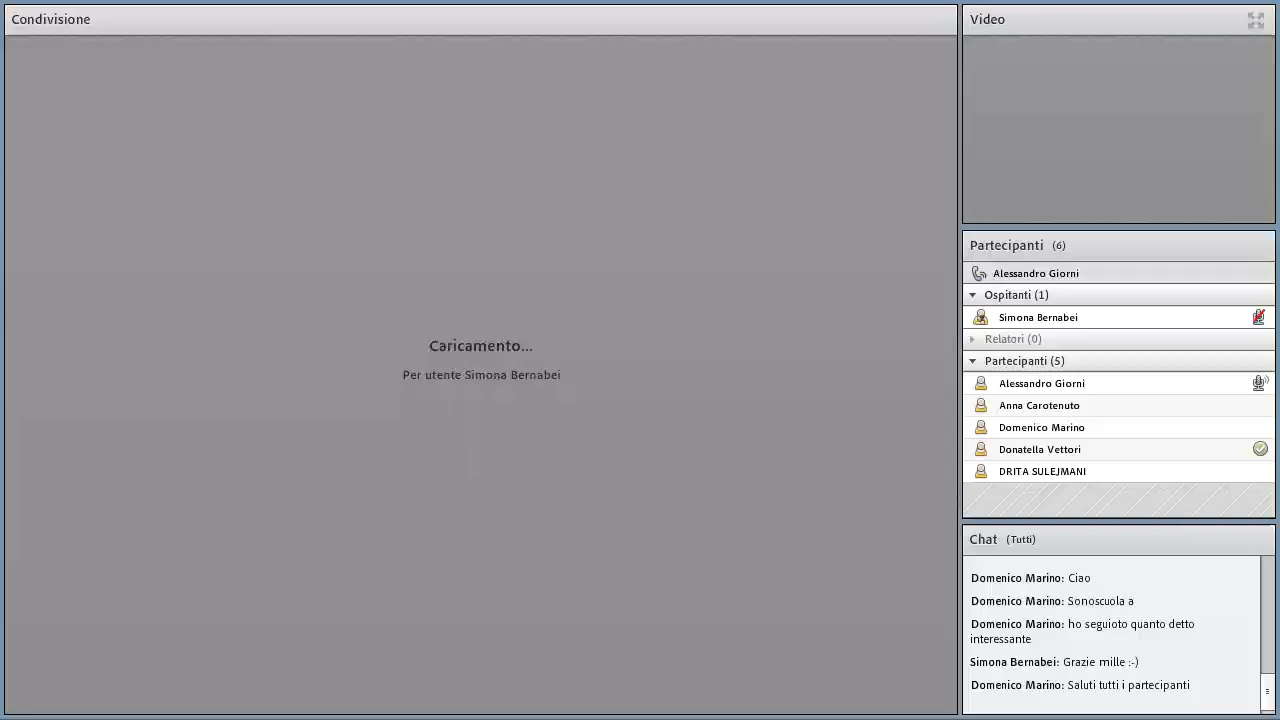 Condivisione
Caricamento...
Per utente Simona Bernabei
Video
Partecipanti (6)
Alessandro Giorni
Ospitanti (1)
Simona Bernabei
Relatori (0)
Partecipanti (5)
Alessandro Giorni
Anna Carotenuto
Domenico Marino
Donatella Vettori
DRITA SULEJMANI
Chat (Tutti)
Domenico Marino: Ciao
Domenico Marino: Sonoscuola a
Domenico Marino: ho seguioto quanto detto
interessante
Simona Bernabei: Grazie mille :-)
Domenico Marino: Saluti tutti i partecipanti